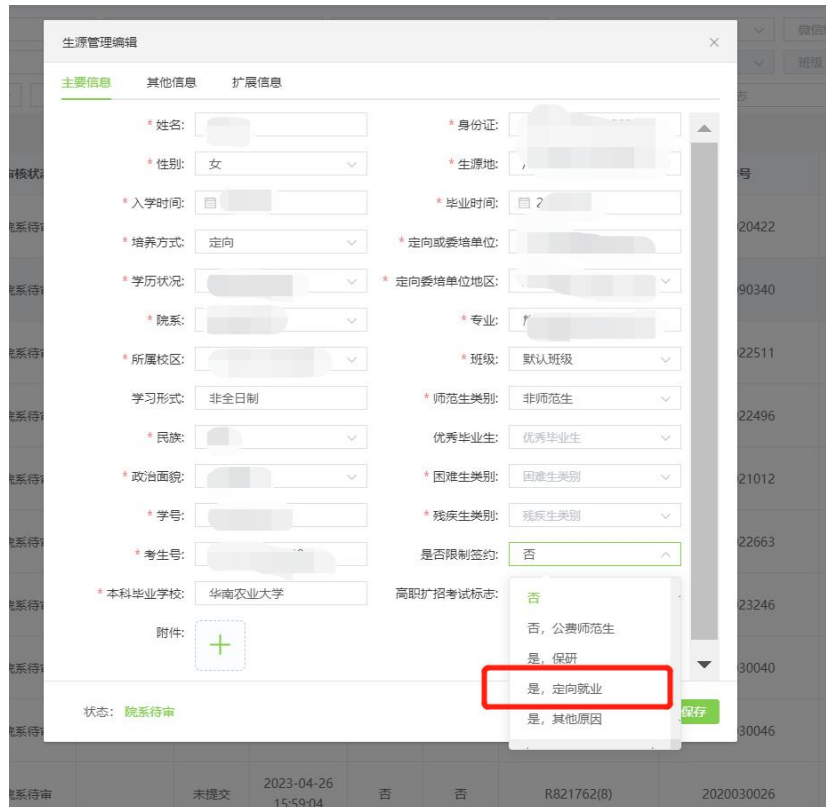 微信
班级
生源管理编辑
主要信息 其他信息 扩展信息
* 姓名: * 身份证:
* 性别: 女 * 生源地:
* 入学时间: * 毕业时间: 2
* 培养方式: 定向 * 定向或委培单位:
* 学历状况: * 定向委培单位地区:
* 院系: * 专业:
* 所属校区: * 班级: 默认班级
学习形式: 非全日制 * 师范生类别: 非师范生
* 民族: 优秀毕业生: 优秀毕业生
* 政治面貌: * 困难生类别: 困难生类别
* 学号: * 残疾生类别: 残疾生类别
* 考生号: 是否限制签约: 否
* 本科毕业学校: 华南农业大学 高职扩招考试标志:
附件:
否
否，公费师范生
是，保研
是，定向就业
是，其他原因
状态: 院系待审 保存
号
20422
90340
22511
22496
21012
22663
23246
30040
30046
院系待审 未提交 2023-04-26 否 否 R821762(8) 2020030026
15:59:04